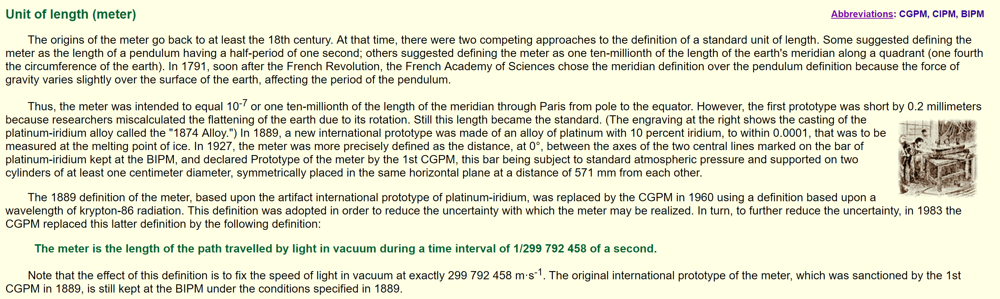 Unit of length (meter)
Abbreviations: CGPM, CIPM, BIPM
The origins of the meter go back to at least the 18th century. At that time, there were two competing approaches to the definition of a standard unit of length. Some suggested defining the
meter as the length of a pendulum having a half-period of one second; others suggested defining the meter as one ten-millionth of the length of the earth's meridian along a quadrant (one fourth
the circumference of the earth). In 1791, soon after the French Revolution, the French Academy of Sciences chose the meridian definition over the pendulum definition because the force of
gravity varies slightly over the surface of the earth, affecting the period of the pendulum.
Thus, the meter was intended to equal 10⁻⁷ or one ten-millionth of the length of the meridian through Paris from pole to the equator. However, the first prototype was short by 0.2 millimeters
because researchers miscalculated the flattening of the earth due to its rotation. Still this length became the standard. (The engraving at the right shows the casting of the
platinum-iridium alloy called the "1874 Alloy.") In 1889, a new international prototype was made of an alloy of platinum with 10 percent iridium, to within 0.0001, that was to be
measured at the melting point of ice. In 1927, the meter was more precisely defined as the distance, at 0°, between the axes of the two central lines marked on the bar of
platinum-iridium kept at the BIPM, and declared Prototype of the meter by the 1st CGPM, this bar being subject to standard atmospheric pressure and supported on two
cylinders of at least one centimeter diameter, symmetrically placed in the same horizontal plane at a distance of 571 mm from each other.
The 1889 definition of the meter, based upon the artifact international prototype of platinum-iridium, was replaced by the CGPM in 1960 using a definition based upon a
wavelength of krypton-86 radiation. This definition was adopted in order to reduce the uncertainty with which the meter may be realized. In turn, to further reduce the uncertainty, in 1983 the
CGPM replaced this latter definition by the following definition:
The meter is the length of the path travelled by light in vacuum during a time interval of 1/299 792 458 of a second.
Note that the effect of this definition is to fix the speed of light in vacuum at exactly 299 792 458 m·s⁻¹. The original international prototype of the meter, which was sanctioned by the 1st
CGPM in 1889, is still kept at the BIPM under the conditions specified in 1889.